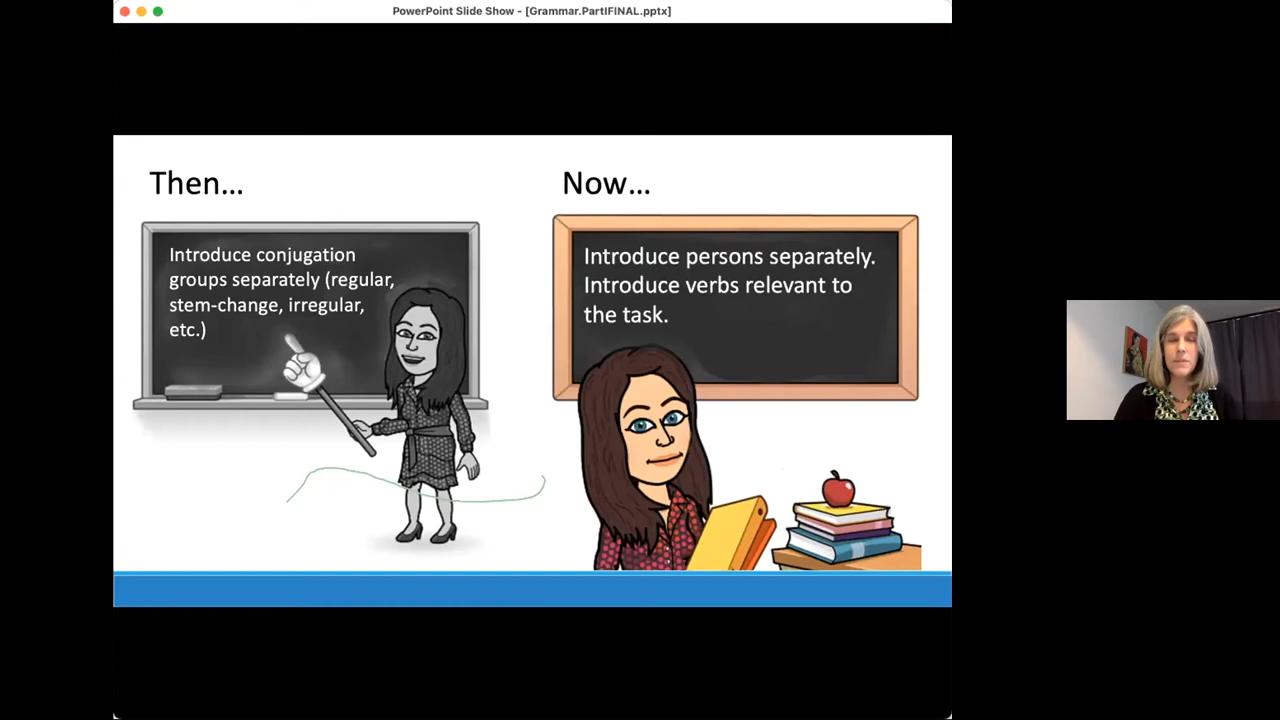 PowerPoint Slide Show - [Grammar.PartIFINAL.pptx]
Then...
Introduce conjugation
groups separately (regular,
stem-change, irregular,
etc.)
Now...
Introduce persons separately.
Introduce verbs relevant to
the task.